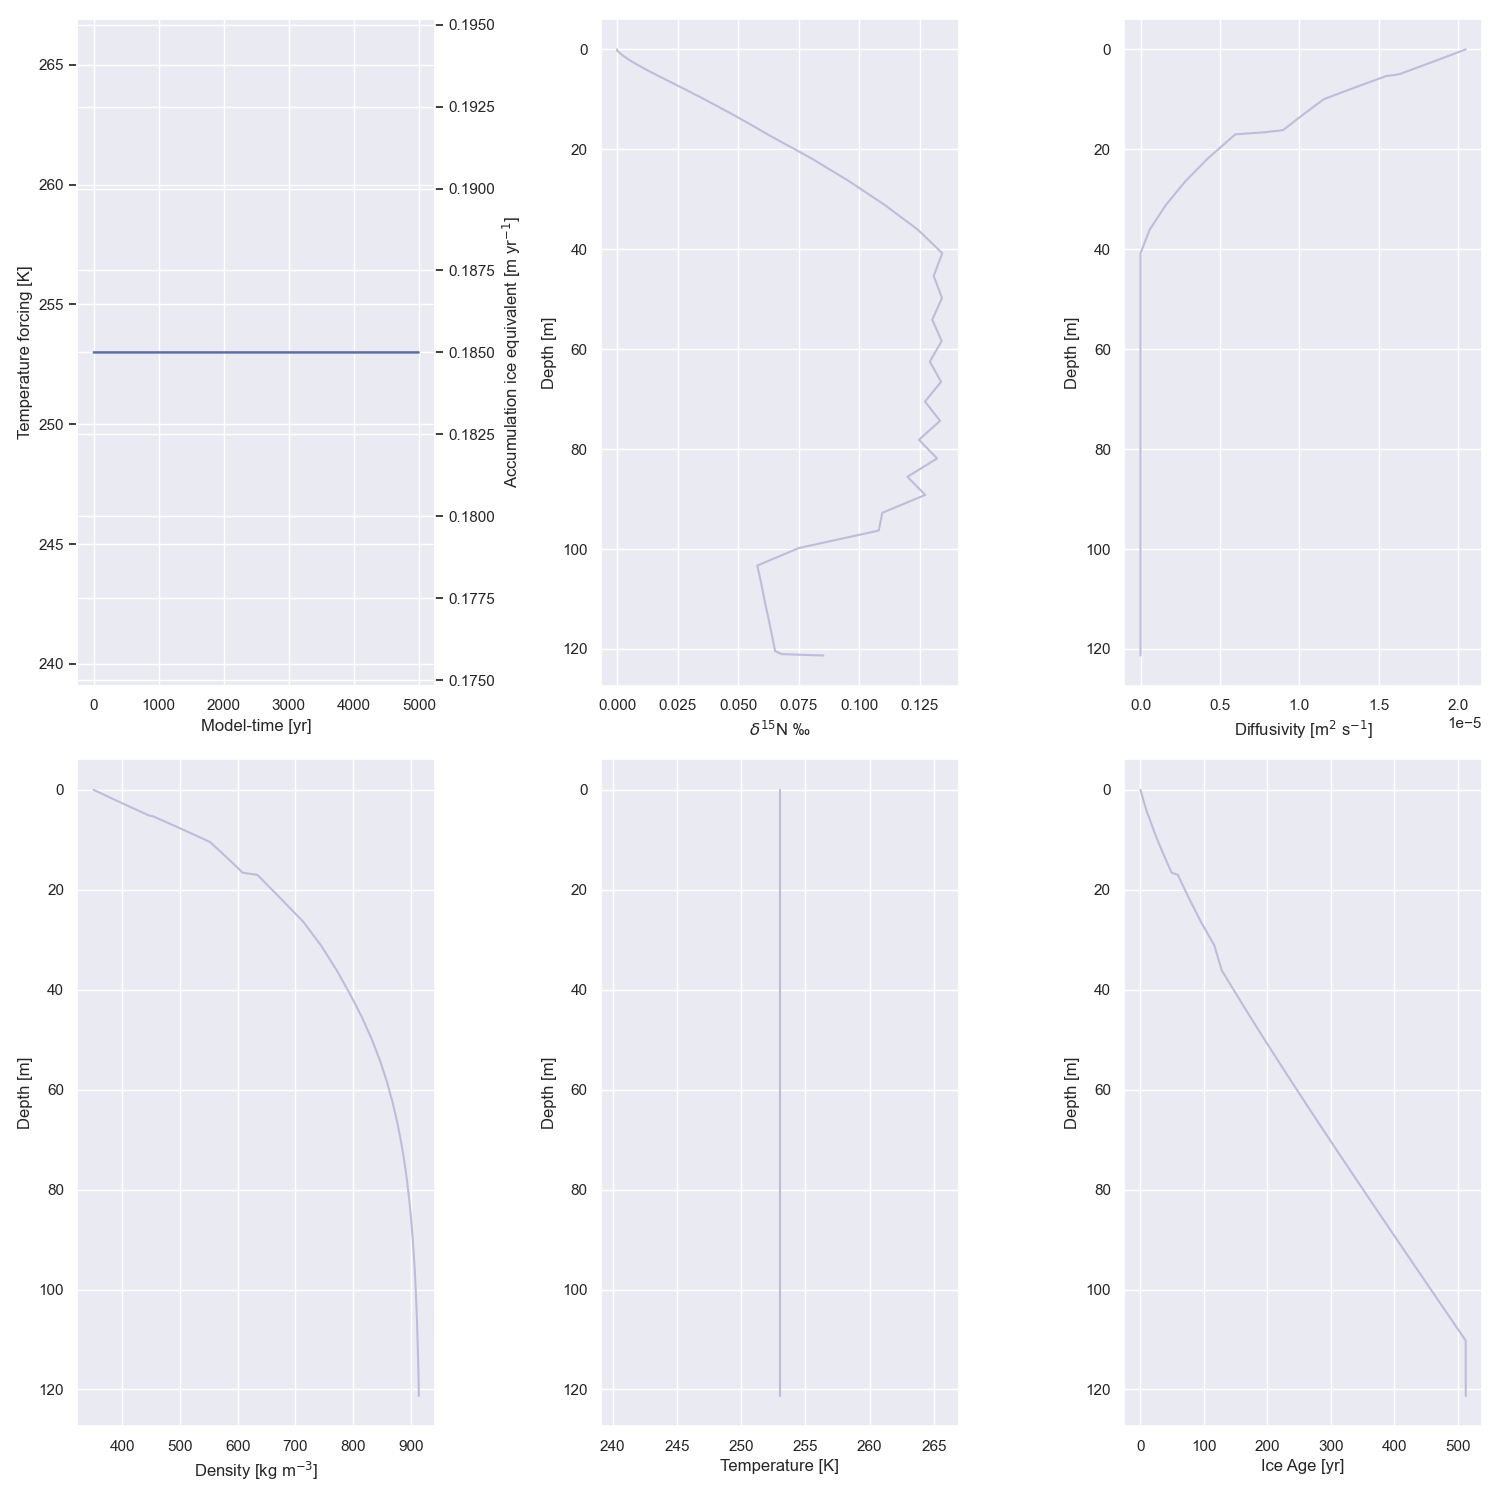 265
260
255
250
245
240
Temperature forcing [K]
0.1950
0.1925
0.1900
0.1875
0.1850
0.1825
0.1800
0.1775
0.1750
Accumulation ice equivalent [m yr⁻¹]
0 1000 2000 3000 4000 5000
Model-time [yr]
0
20
40
60
80
100
120
Depth [m]
0.000 0.025 0.050 0.075 0.100 0.125
δ¹⁵N ‰
0
20
40
60
80
100
120
Depth [m]
0.0 0.5 1.0 1.5 2.0
1e−5
Diffusivity [m² s⁻¹]
0
20
40
60
80
100
120
Depth [m]
400 500 600 700 800 900
Density [kg m⁻³]
0
20
40
60
80
100
120
Depth [m]
240 245 250 255 260 265
Temperature [K]
0
20
40
60
80
100
120
Depth [m]
0 100 200 300 400 500
Ice Age [yr]